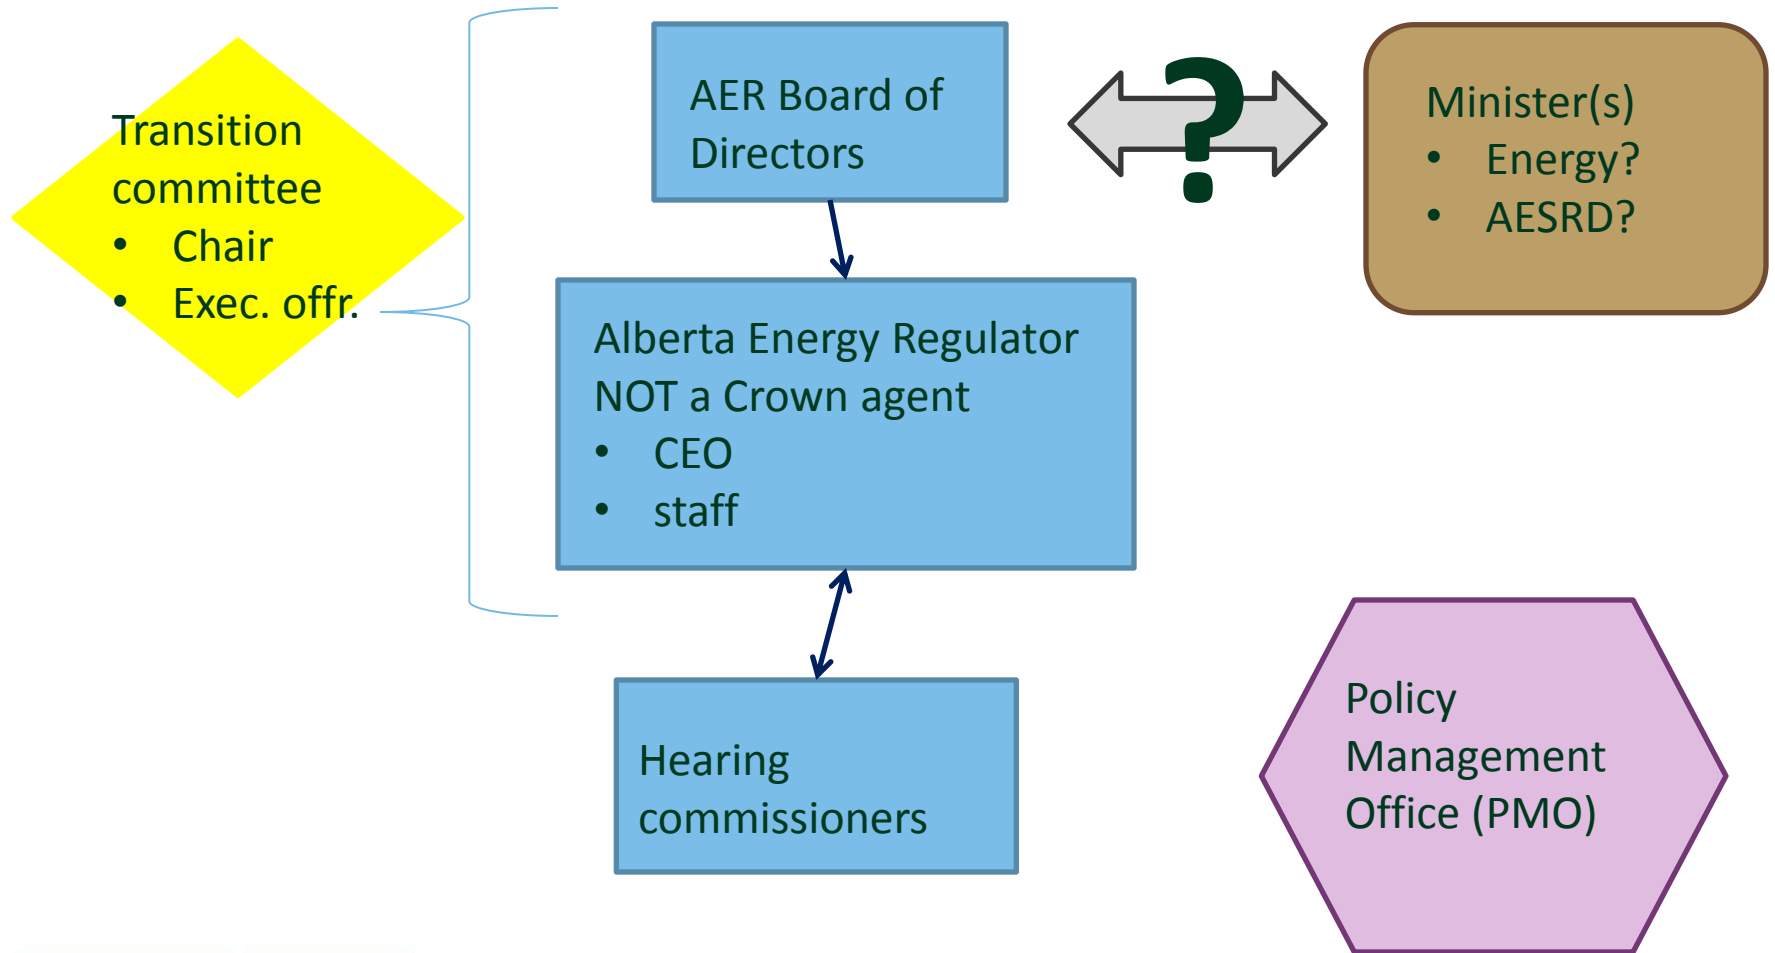 Transition
committee
• Chair
• Exec. offr.
AER Board of
Directors
?
Minister(s)
• Energy?
• AESRD?
Alberta Energy Regulator
NOT a Crown agent
• CEO
• staff
Hearing
commissioners
Policy
Management
Office (PMO)